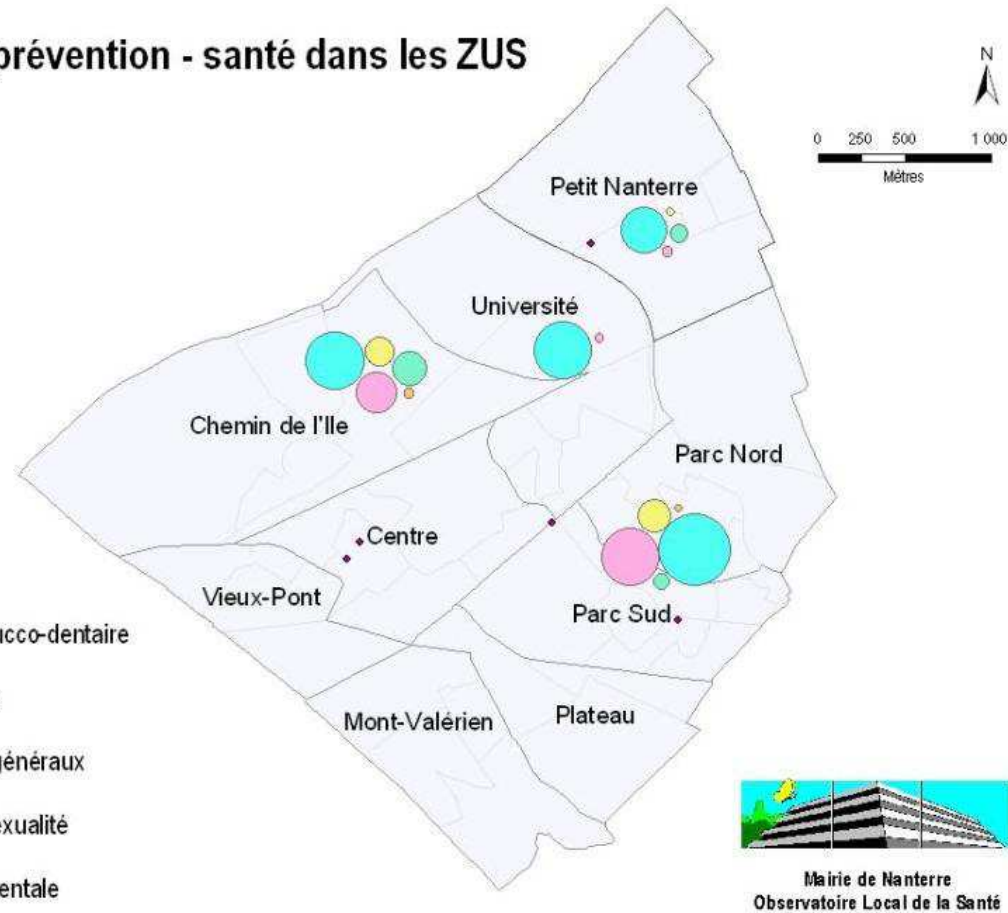 prévention - santé dans les ZUS
N
0 250 500 1 000
Mètres
Petit Nanterre
Université
Chemin de l'Ile
Parc Nord
Centre
Vieux-Pont
Parc Sud
ucco-dentaire
Mont-Valérien
Plateau
généraux
exualité
entale
Mairie de Nanterre
Observatoire Local de la Santé